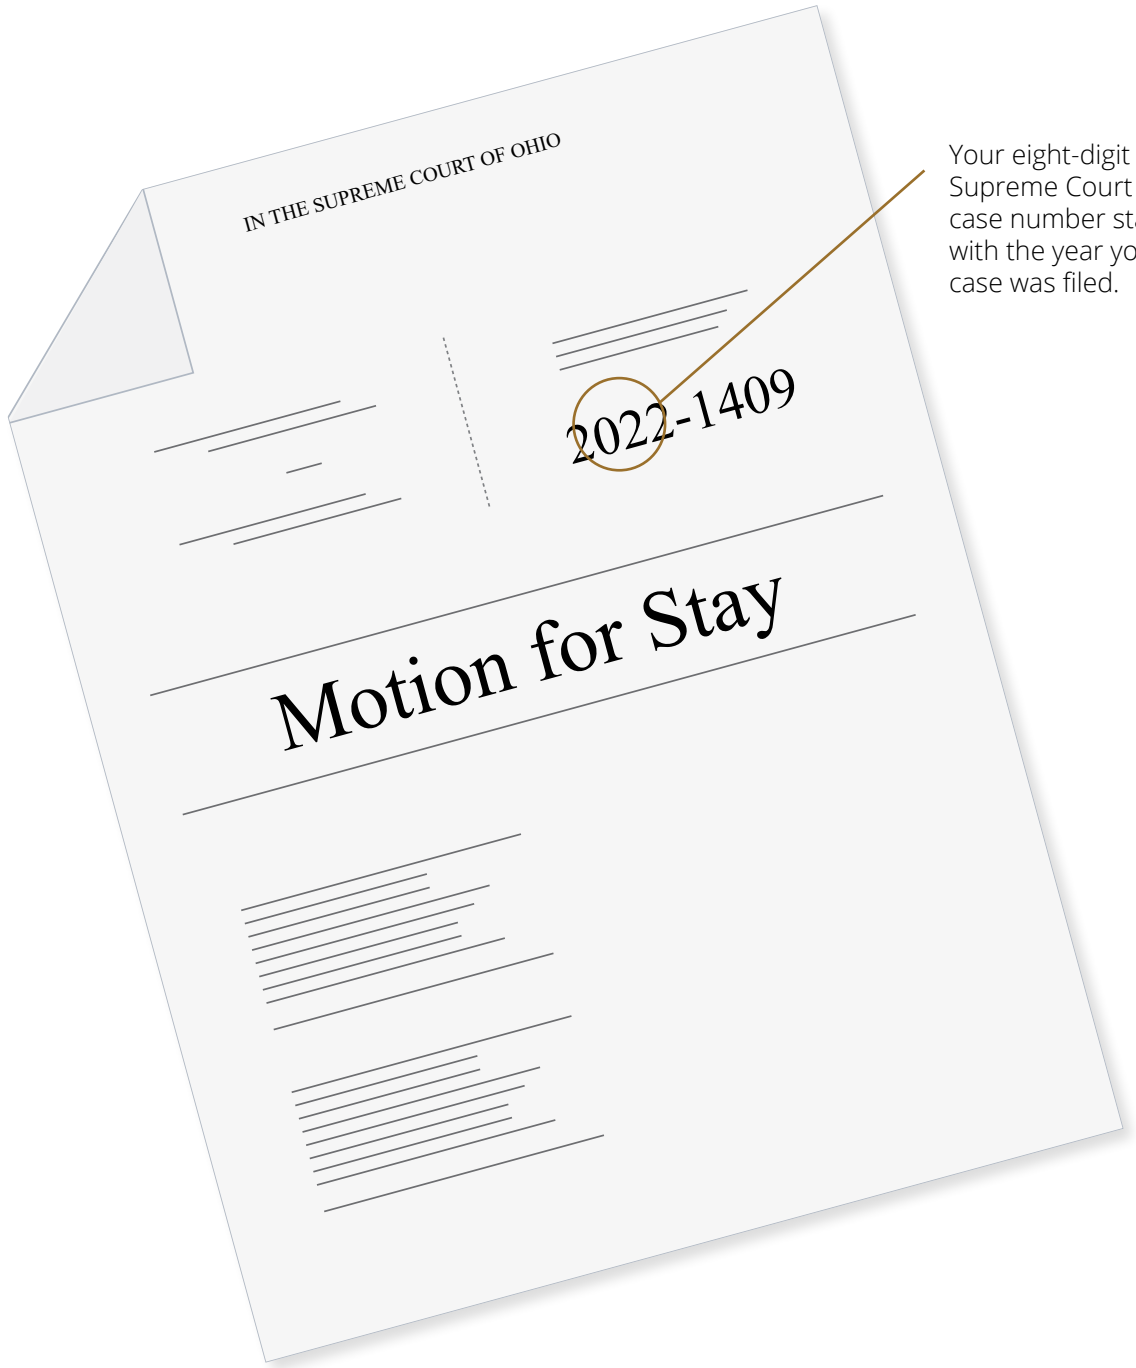 IN THE SUPREME COURT OF OHIO
Your eight-digit
Supreme Court
case number
with the year
case was filed.
2022-1409
Motion for Stay